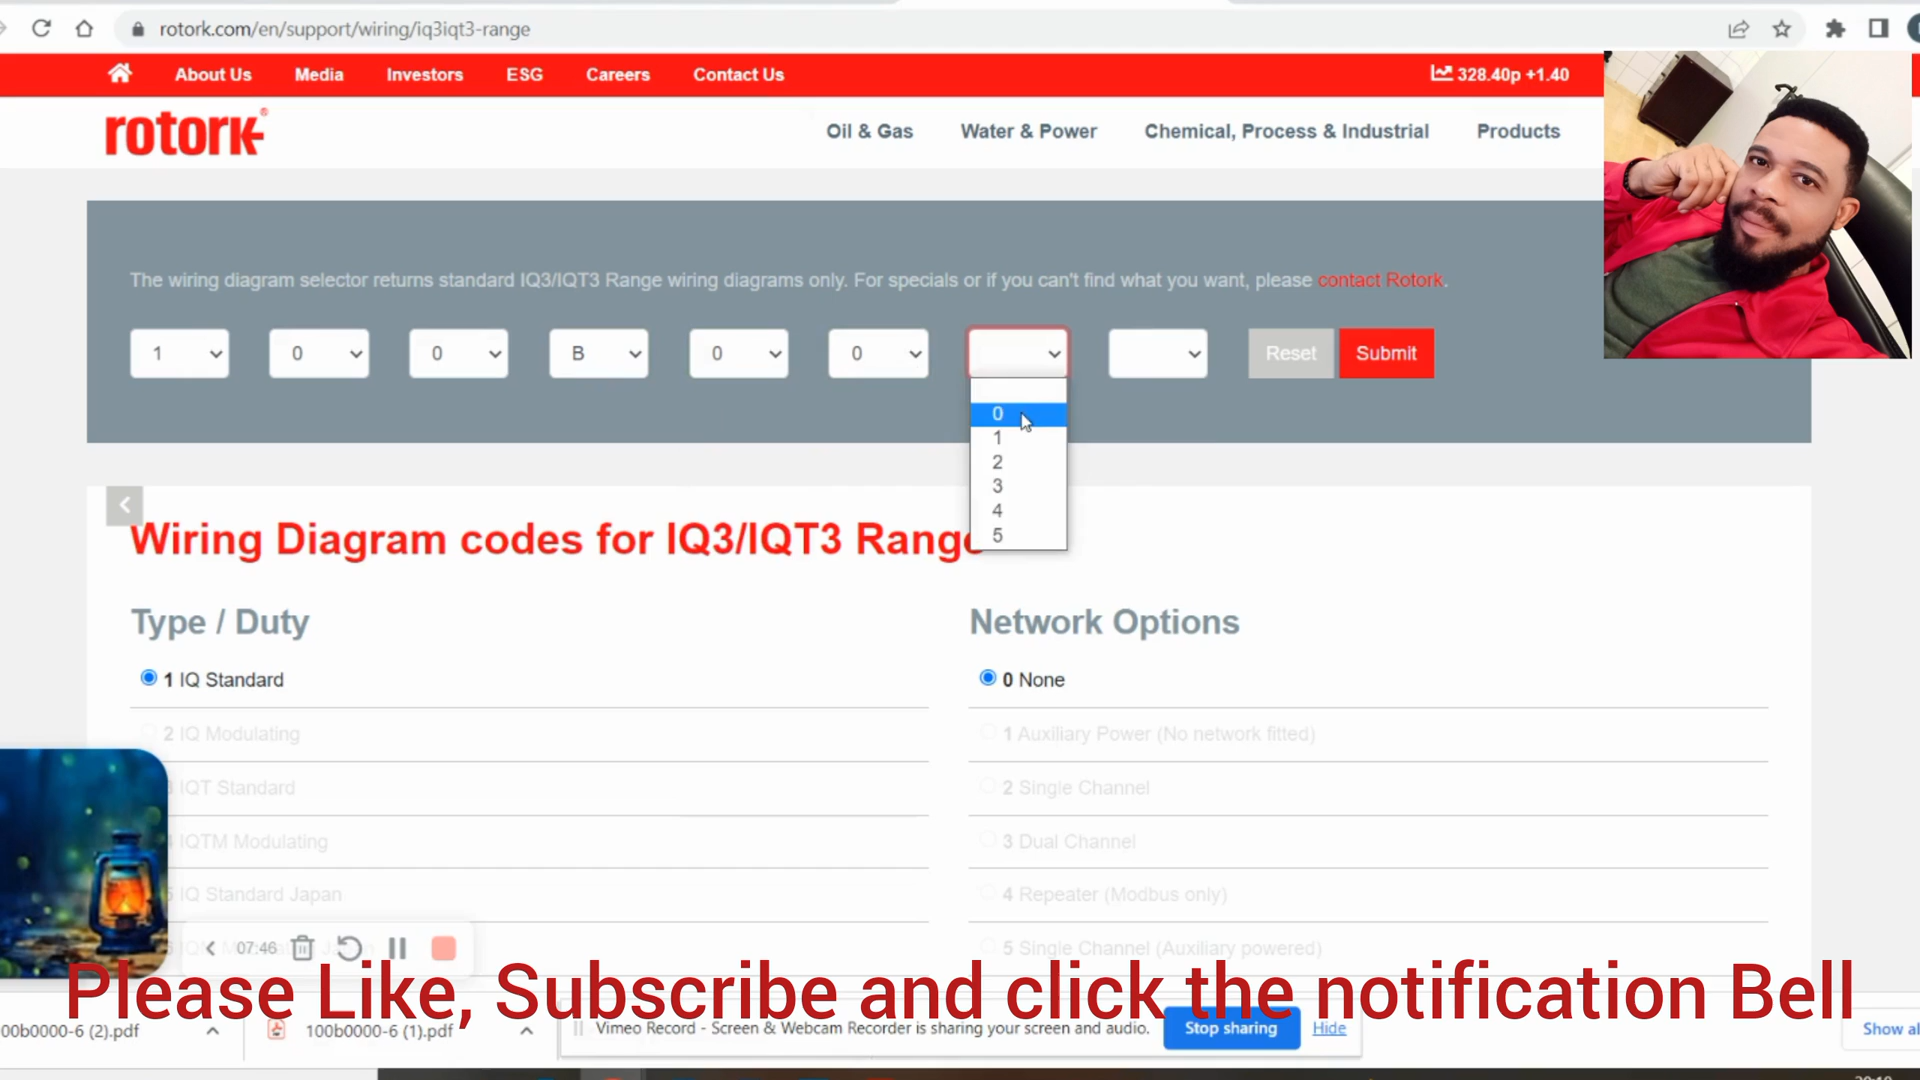 rotork.com/en/support/wiring/iq3iqt3-range
About Us Media Investors ESG Careers Contact Us 328.40p +1.40
rotork
Oil & Gas Water & Power Chemical, Process & Industrial Products
The wiring diagram selector returns standard IQ3/IQT3 Range wiring diagrams only. For specials or if you can't find what you want, please contact Rotork.
1 0 0 B 0 0 Reset Submit
0
1
2
3
4
5
Wiring Diagram codes for IQ3/IQT3 Range
Type / Duty
1 IQ Standard
2 IQ Modulating
IQT Standard
IQTM Modulating
IQ Standard Japan
Network Options
0 None
1 Auxiliary Power (No network fitted)
2 Single Channel
3 Dual Channel
4 Repeater (Modbus only)
5 Single Channel (Auxiliary powered)
07:46
Please Like, Subscribe and click the notification Bell
00b0000-6 (2).pdf 100b0000-6 (1).pdf Vimeo Record - Screen & Webcam Recorder is sharing your screen and audio. Stop sharing Hide Show al